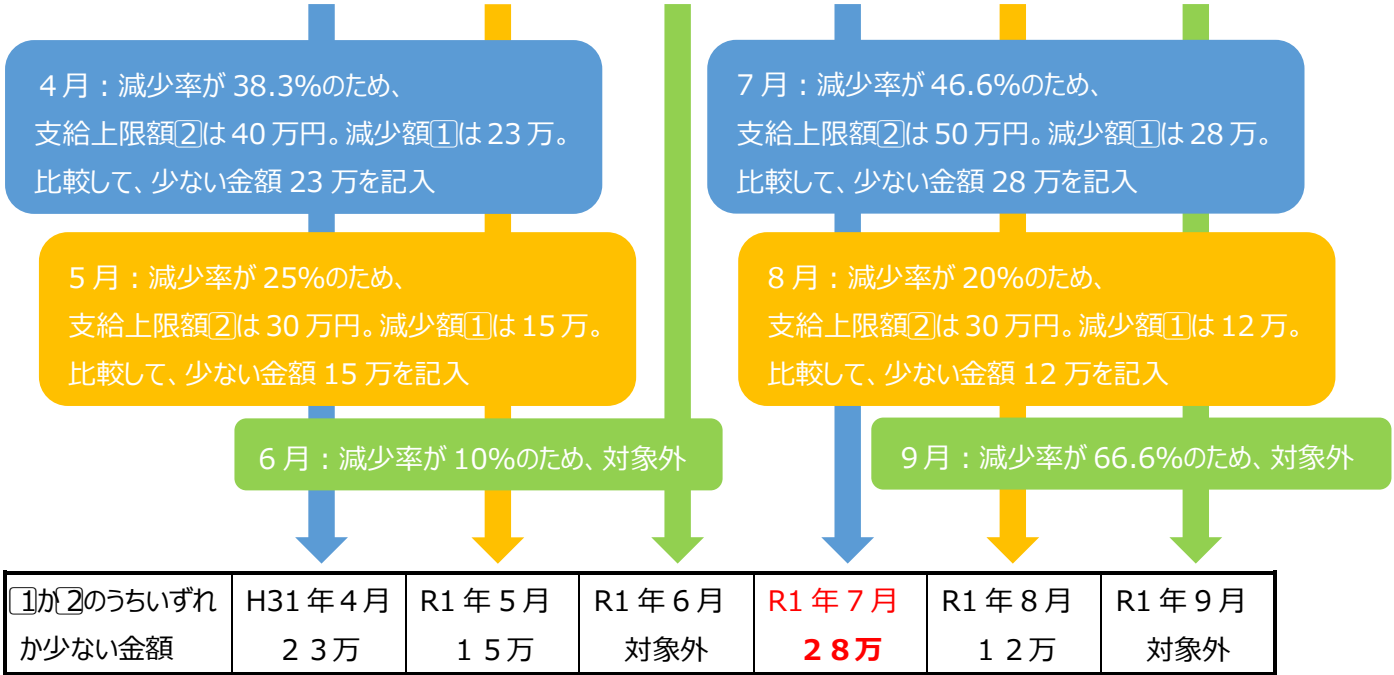 ４月：減少率が 38.3%のため、
支給上限額[2]は 40 万円。減少額[1]は 23 万。
比較して、少ない金額 23 万を記入
７月：減少率が 46.6%のため、
支給上限額[2]は 50 万円。減少額[1]は 28 万。
比較して、少ない金額 28 万を記入
５月：減少率が 25%のため、
支給上限額[2]は 30 万円。減少額[1]は 15 万。
比較して、少ない金額 15 万を記入
８月：減少率が 20%のため、
支給上限額[2]は 30 万円。減少額[1]は 12 万。
比較して、少ない金額 12 万を記入
６月：減少率が 10%のため、対象外
９月：減少率が 66.6%のため、対象外
[1]か[2]のうちいずれ
か少ない金額
H31 年４月
２３万
R1 年５月
１５万
R1 年６月
対象外
R1 年７月
２８万
R1 年８月
１２万
R1 年９月
対象外